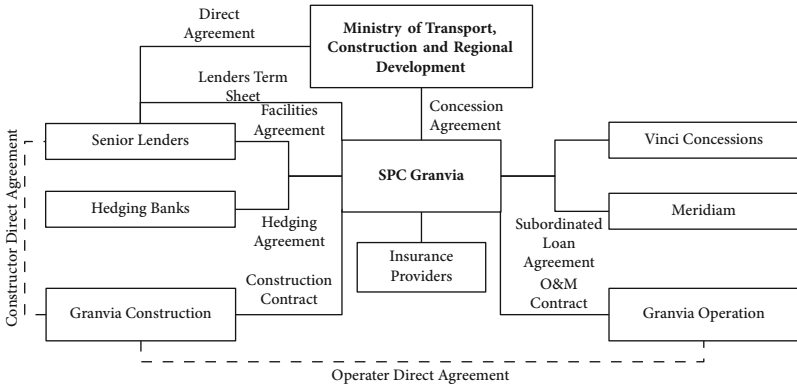 Direct
Agreement
Ministry of Transport,
Construction and Regional
Development
Lenders Term
Sheet
Facilities
Agreement
Concession
Agreement
Senior Lenders
Vinci Concessions
SPC Granvia
Hedging Banks
Meridiam
Hedging
Agreement
Subordinated
Loan
Agreement
Insurance
Providers
Construction
Contract
O&M
Contract
Granvia Construction
Granvia Operation
Constructor Direct Agreement
Operater Direct Agreement